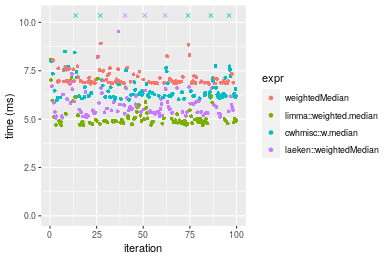 10.0
7.5
5.0
2.5
0.0
time (ms)
0
25
50
75
100
iteration
expr
weightedMedian
limma::weighted.median
cwhmisc::w.median
laeken::weightedMedian